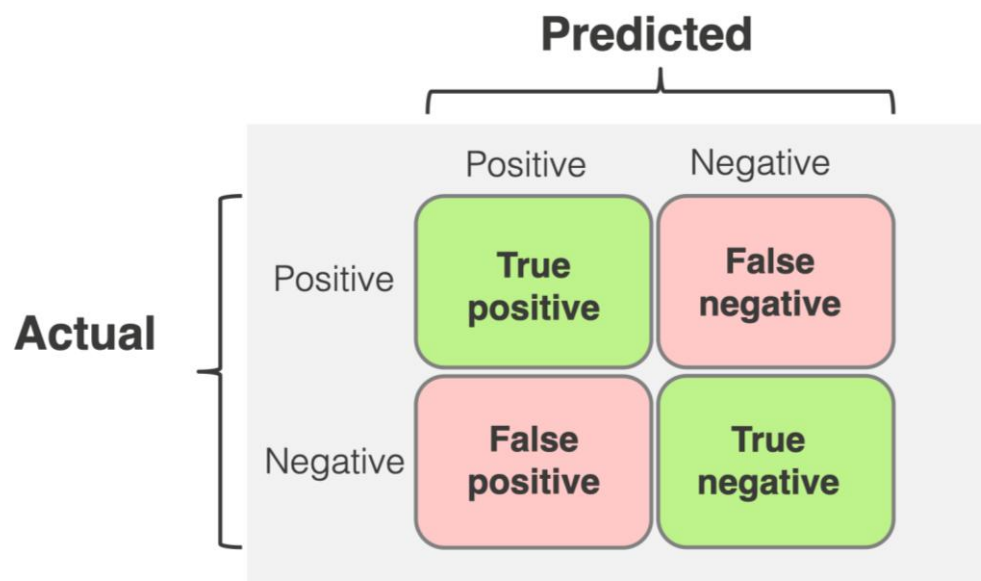 Predicted
Positive Negative
Positive
True
positive
False
negative
Actual
Negative
False
positive
True
negative